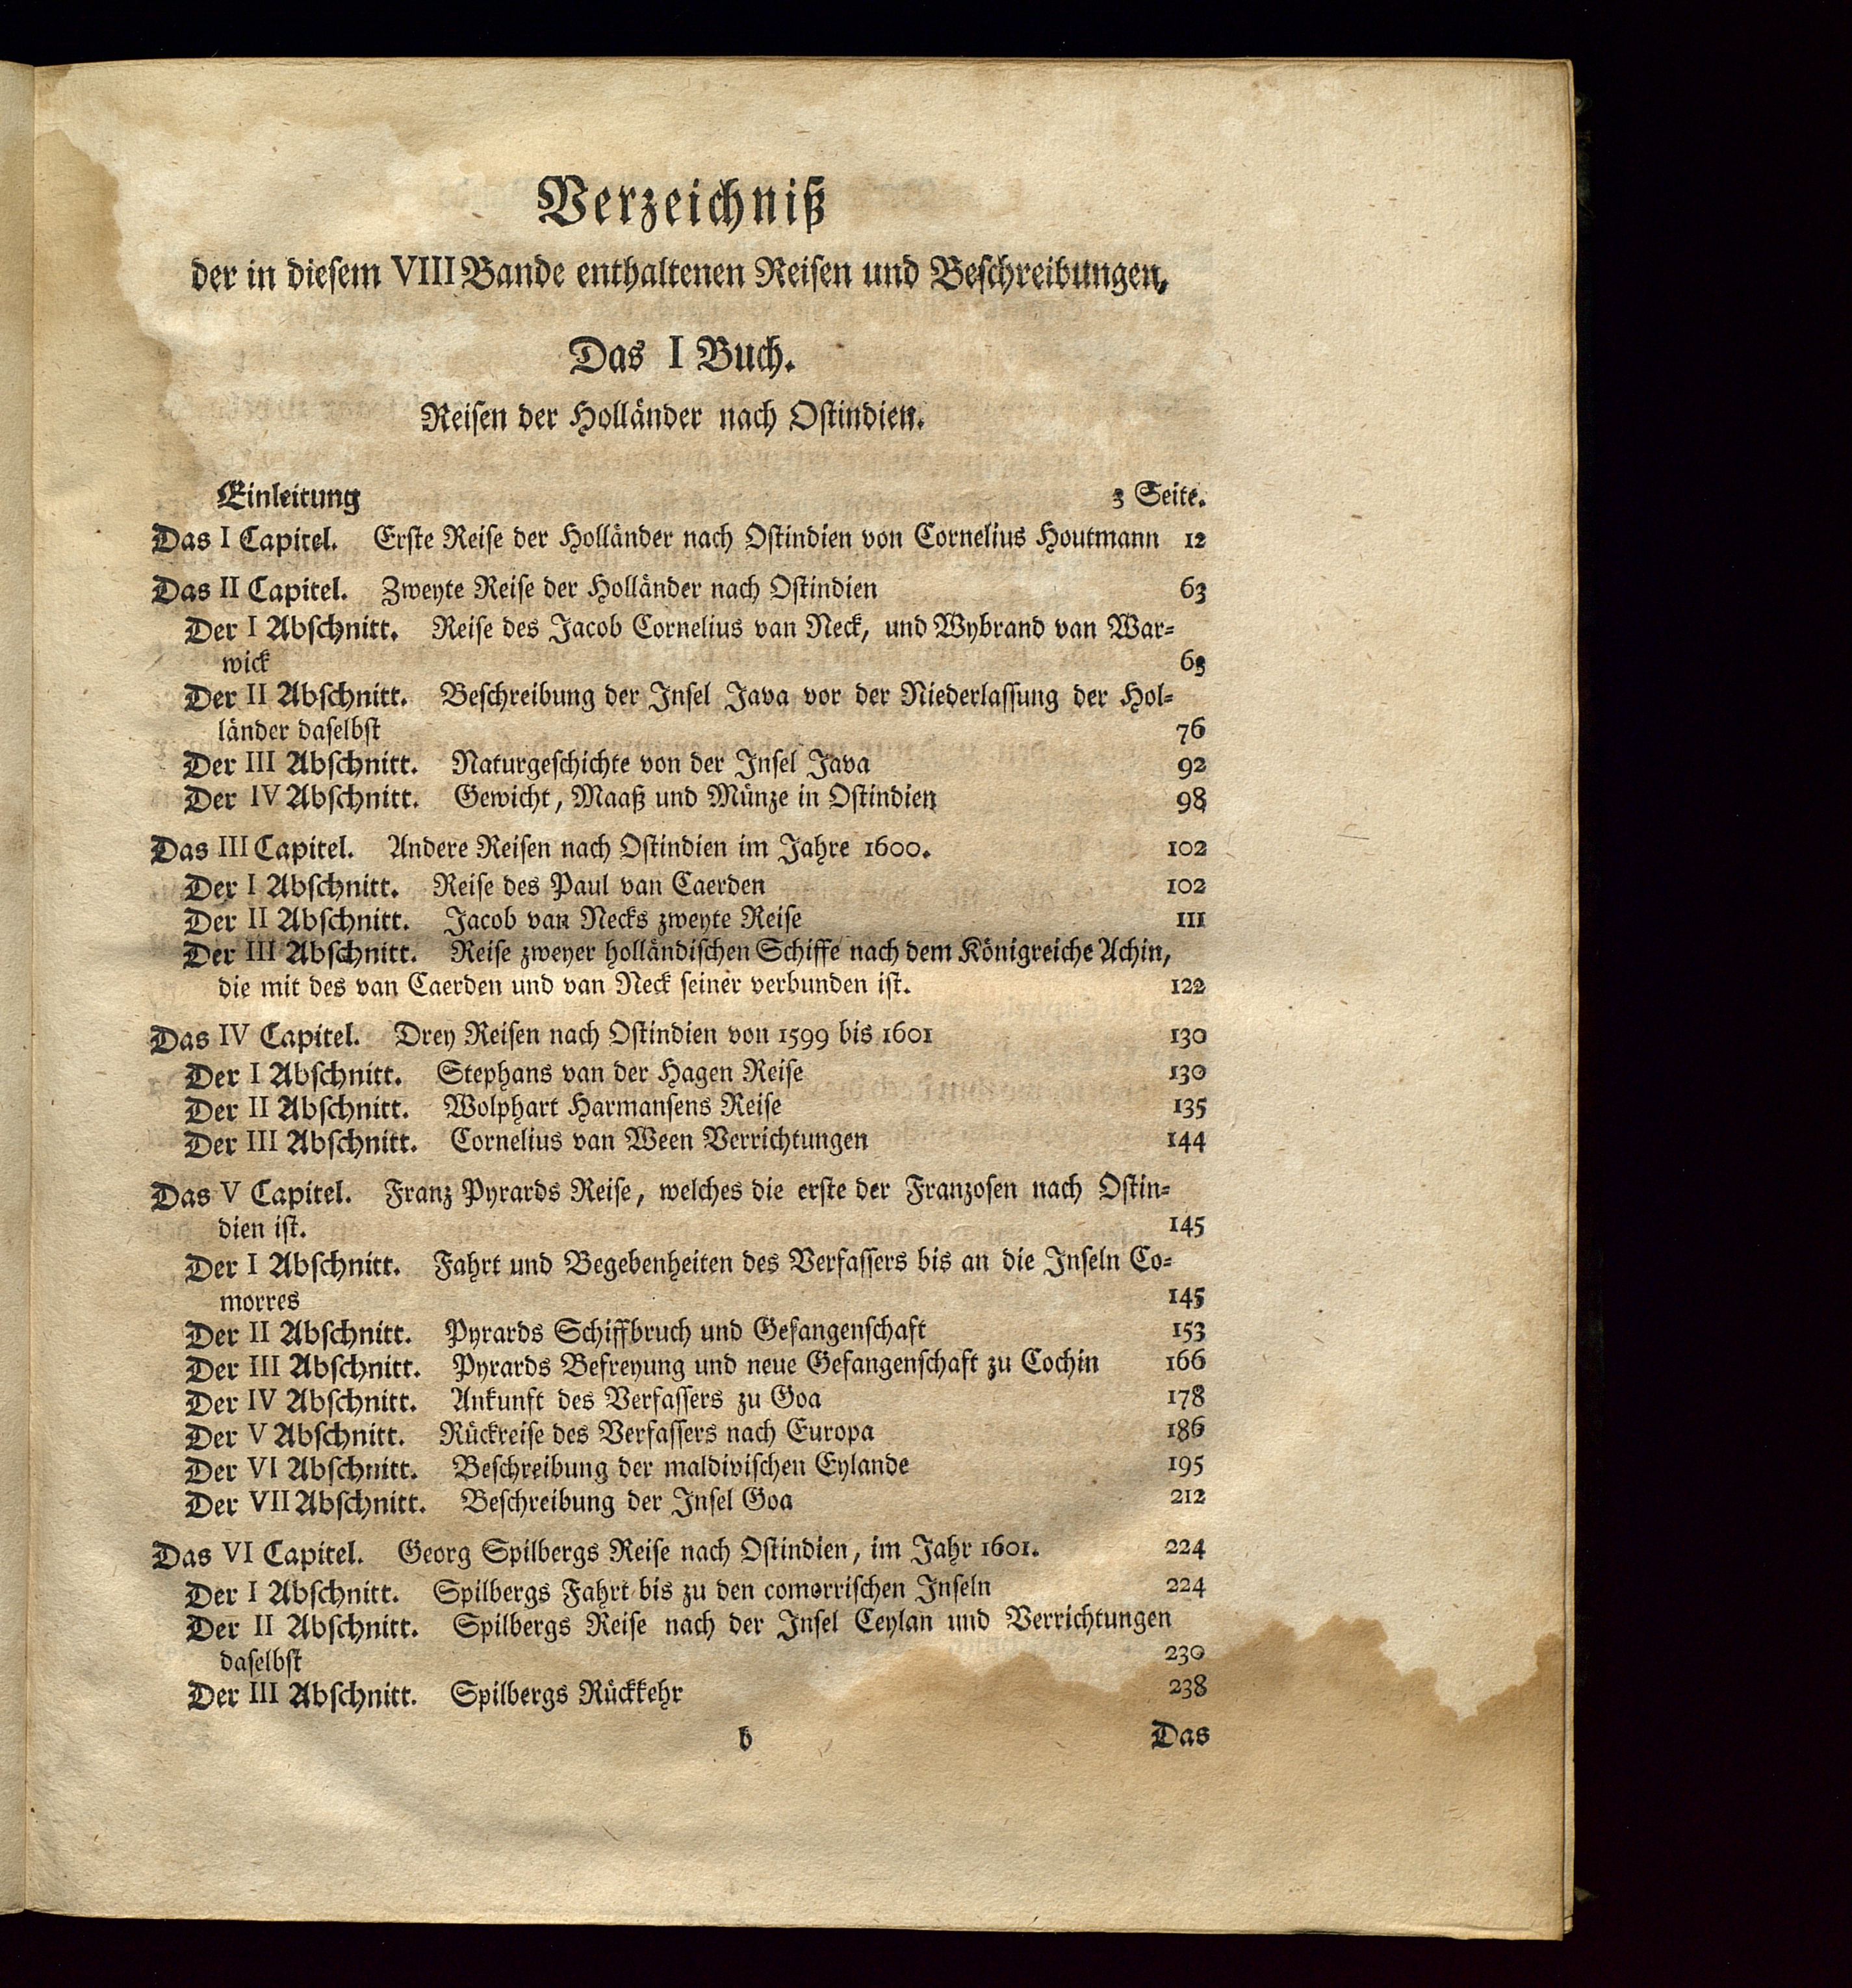 Verzeichniß
der in diesem VIII Bande enthaltenen Reisen und Beschreibungen.
Das I Buch.
Reisen der Holländer nach Ostindien.
Einleitung 3 Seite.
Das I Capitel. Erste Reise der Holländer nach Ostindien von Cornelius Houtmann 12
Das II Capitel. Zweyte Reise der Holländer nach Ostindien 63
Der I Abschnitt. Reise des Jacob Cornelius van Neck, und Wybrand van War=
wick 63
Der II Abschnitt. Beschreibung der Insel Java vor der Niederlassung der Hol=
länder daselbst 76
Der III Abschnitt. Naturgeschichte von der Insel Java 92
Der IV Abschnitt. Gewicht, Maaß und Münze in Ostindien 98
Das III Capitel. Andere Reisen nach Ostindien im Jahre 1600. 102
Der I Abschnitt. Reise des Paul van Caerden 102
Der II Abschnitt. Jacob van Necks zweyte Reise 111
Der III Abschnitt. Reise zweyer holländischen Schiffe nach dem Königreiche Achin,
die mit des van Caerden und van Neck seiner verbunden ist. 122
Das IV Capitel. Drey Reisen nach Ostindien von 1599 bis 1601 130
Der I Abschnitt. Stephans van der Hagen Reise 130
Der II Abschnitt. Wolphart Harmansens Reise 135
Der III Abschnitt. Cornelius van Ween Verrichtungen 144
Das V Capitel. Franz Pyrards Reise, welches die erste der Franzosen nach Ostin=
dien ist. 145
Der I Abschnitt. Fahrt und Begebenheiten des Verfassers bis an die Inseln Co=
morres 145
Der II Abschnitt. Pyrards Schiffbruch und Gefangenschaft 153
Der III Abschnitt. Pyrards Befreyung und neue Gefangenschaft zu Cochin 166
Der IV Abschnitt. Ankunft des Verfassers zu Goa 178
Der V Abschnitt. Rückreise des Verfassers nach Europa 186
Der VI Abschnitt. Beschreibung der maldivischen Eylande 195
Der VII Abschnitt. Beschreibung der Insel Goa 212
Das VI Capitel. Georg Spilbergs Reise nach Ostindien, im Jahr 1601. 224
Der I Abschnitt. Spilbergs Fahrt bis zu den comorrischen Inseln 224
Der II Abschnitt. Spilbergs Reise nach der Insel Ceylan und Verrichtungen
daselbst 230
Der III Abschnitt. Spilbergs Rückkehr 238
b Das